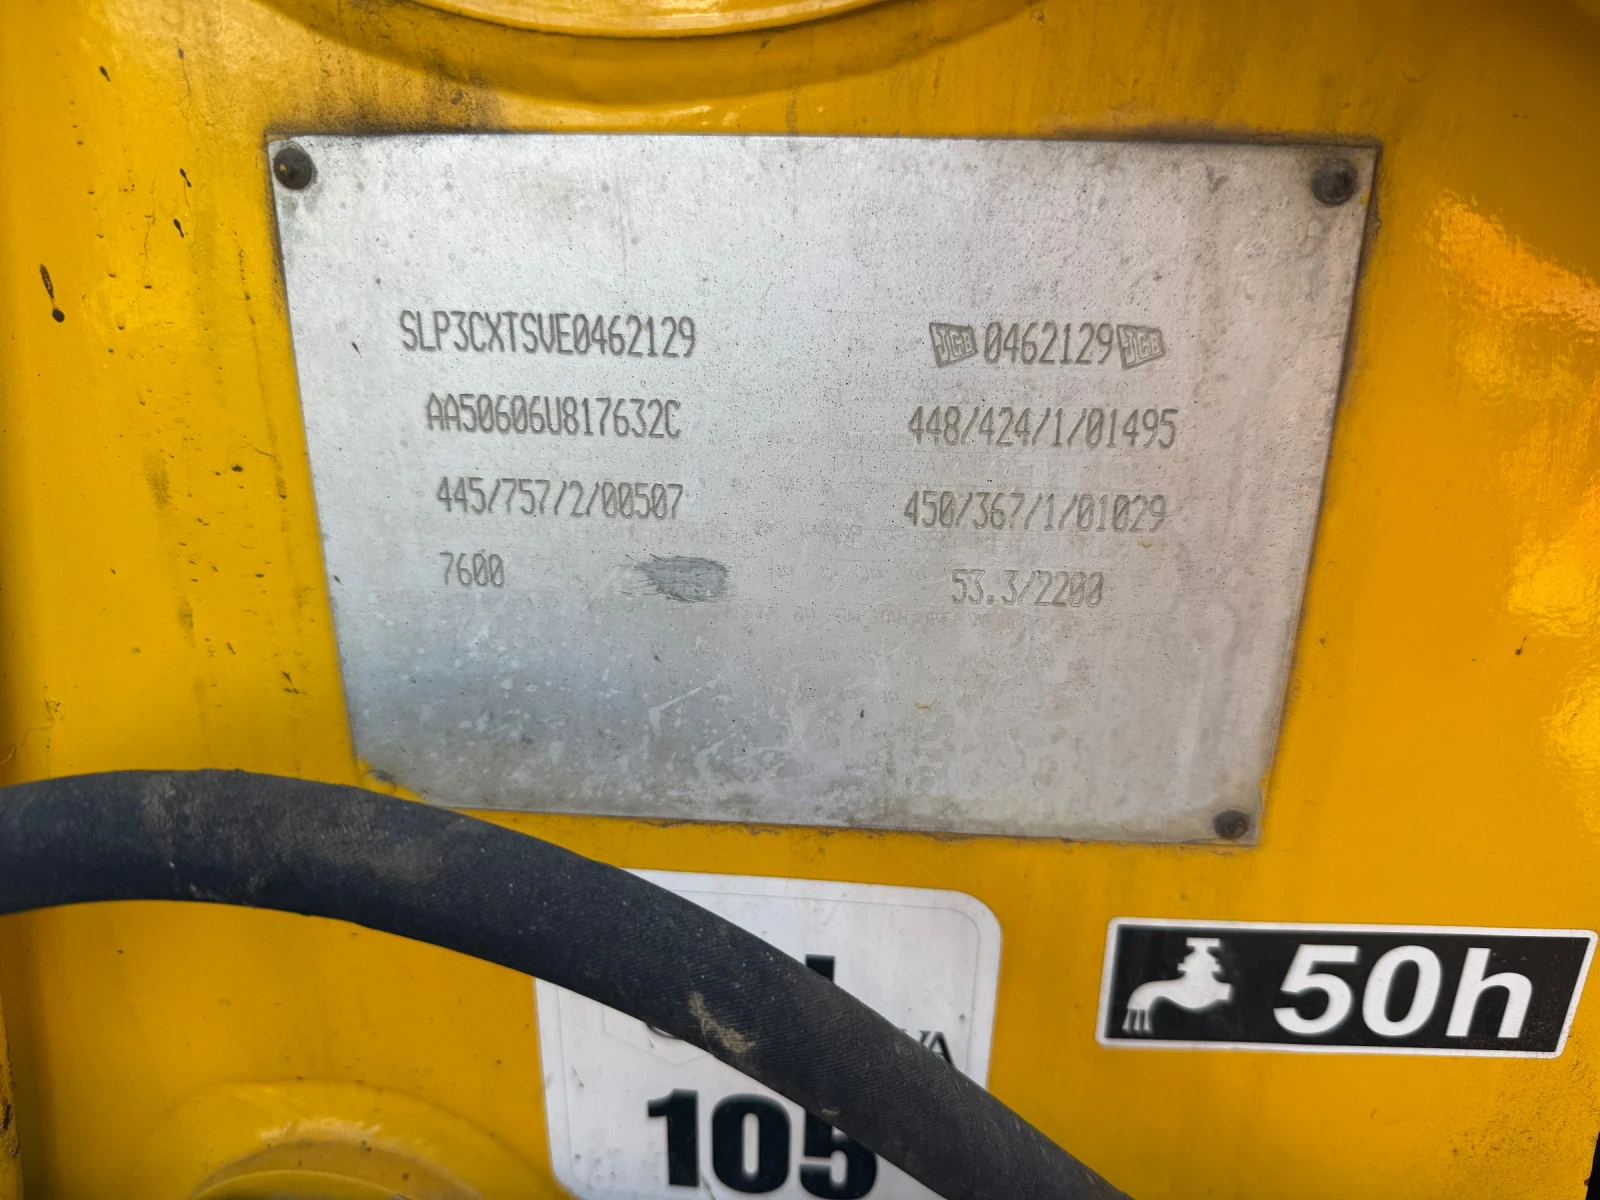 SLP3CXTSVE0462129
JCB 0462129 JCB
AA50606U817632C
448/424/1/01495
445/757/2/00507
450/367/1/01029
7600
53.3/2200
50h
105